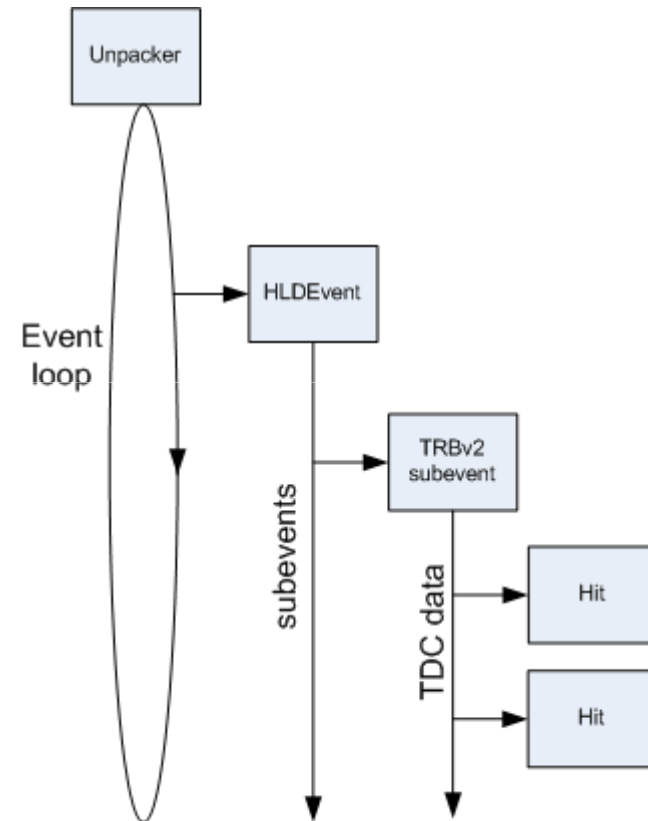 Unpacker
HLDEvent
Event
loop
TRBv2
subevent
subevents
TDC data
Hit
Hit